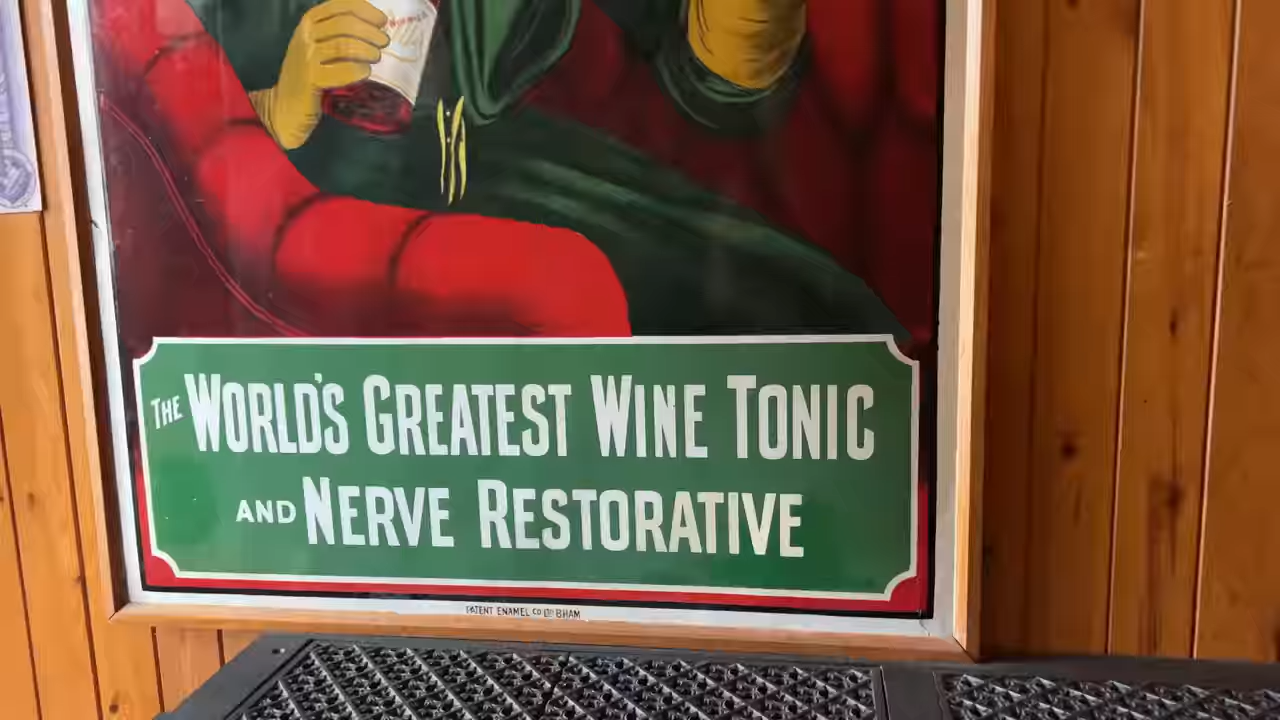 THE WORLD'S GREATEST WINE TONIC
AND NERVE RESTORATIVE
PATENT ENAMEL CO LTD BHAM